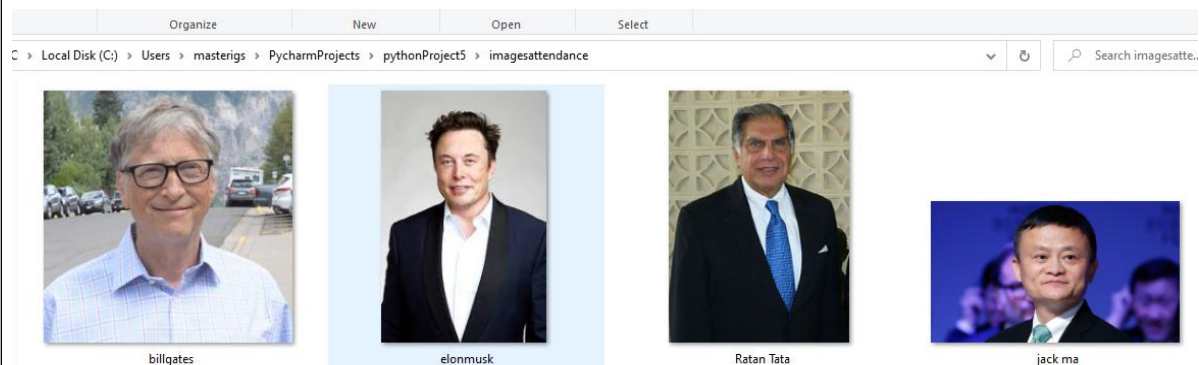 Organize New Open Select
Local Disk (C:) > Users > masterigs > PycharmProjects > pythonProject5 > imagesattendance Search imagesatte...
billgates elonmusk Ratan Tata jack ma